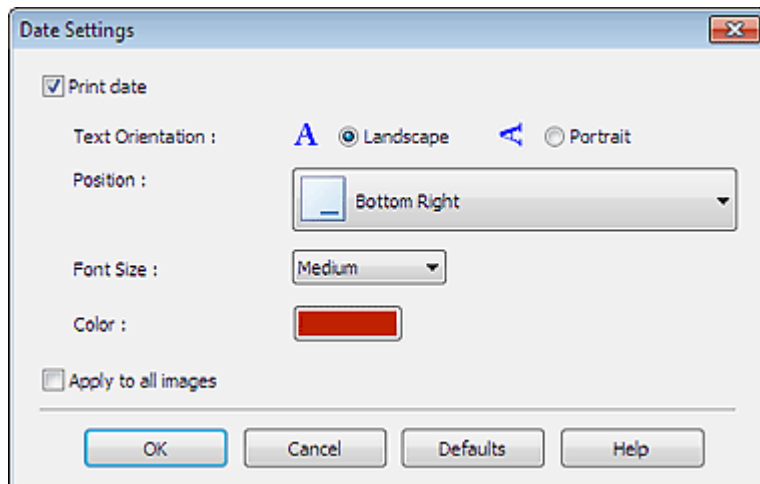 Date Settings
Print date
Text Orientation : A Landscape A Portrait
Position : Bottom Right
Font Size : Medium
Color :
Apply to all images
OK Cancel Defaults Help